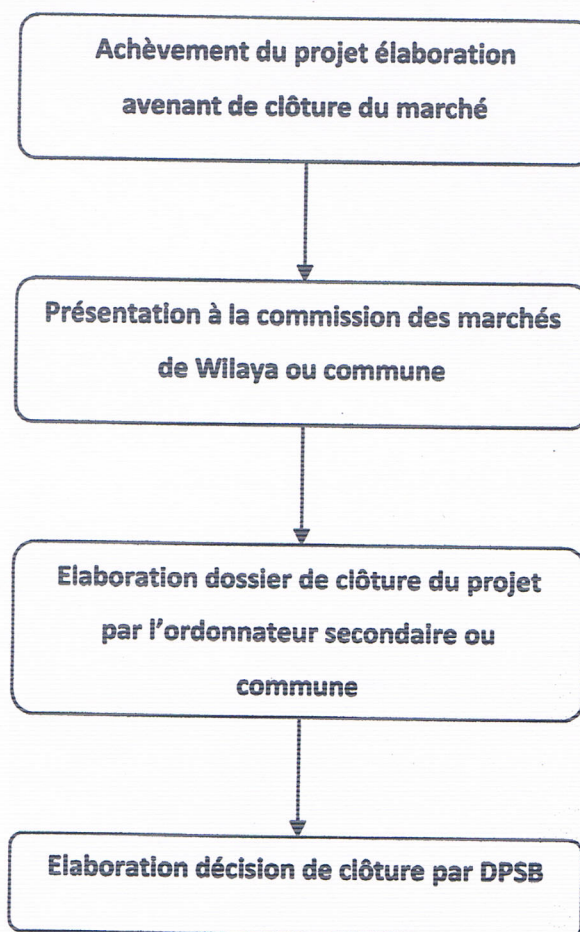 Achèvement du projet élaboration
avenant de clôture du marché
Présentation à la commission des marchés
de Wilaya ou commune
Elaboration dossier de clôture du projet
par l'ordonnateur secondaire ou
commune
Elaboration décision de clôture par DPSB